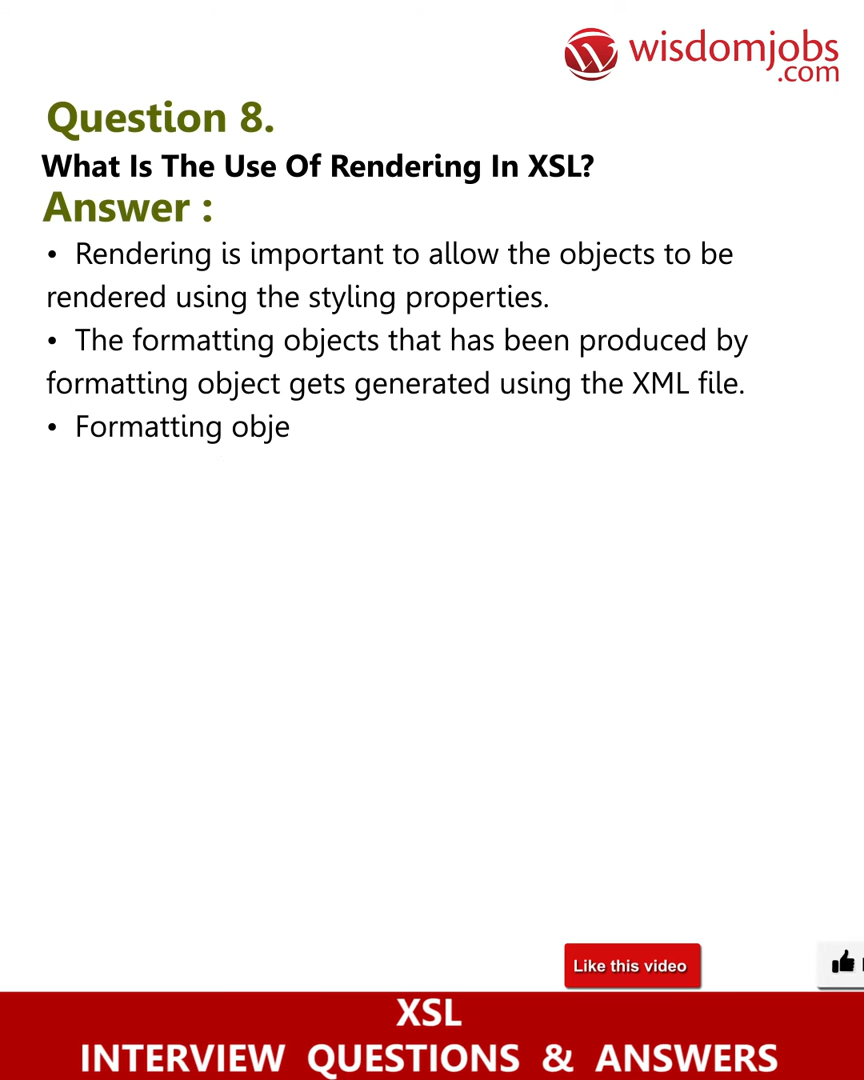 wisdomjobs
.com
Question 8.
What Is The Use Of Rendering In XSL?
Answer :
• Rendering is important to allow the objects to be
rendered using the styling properties.
• The formatting objects that has been produced by
formatting object gets generated using the XML file.
• Formatting obje
Like this video
XSL
INTERVIEW QUESTIONS & ANSWERS